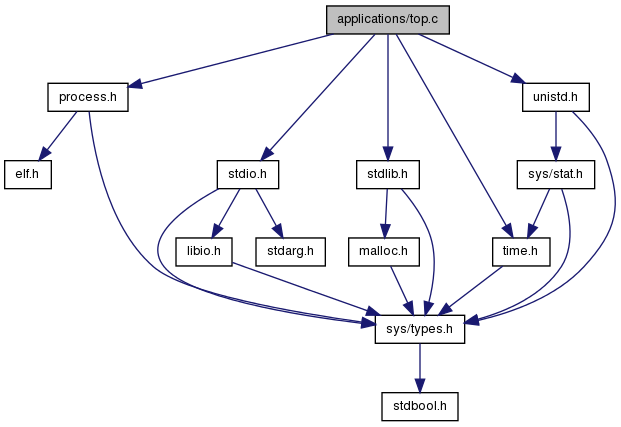 applications/top.c
process.h
unistd.h
elf.h
stdio.h
stdlib.h
sys/stat.h
libio.h
stdarg.h
malloc.h
time.h
sys/types.h
stdbool.h